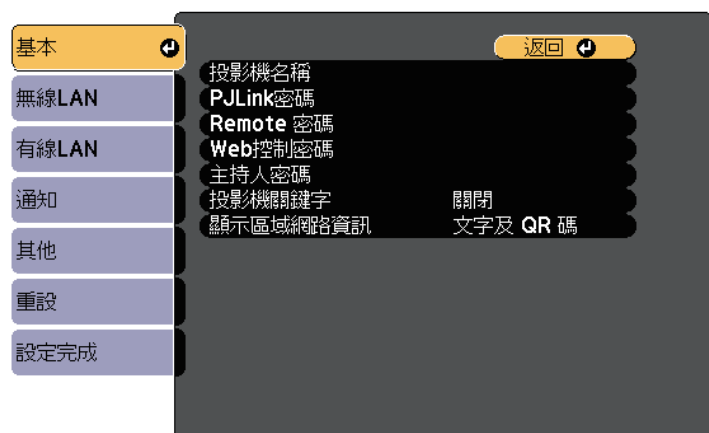 基本
無線LAN
有線LAN
通知
其他
重設
設定完成
返回
投影機名稱
PJLink密碼
Remote 密碼
Web控制密碼
主持人密碼
投影機關鍵字 關閉
顯示區域網路資訊 文字及 QR 碼